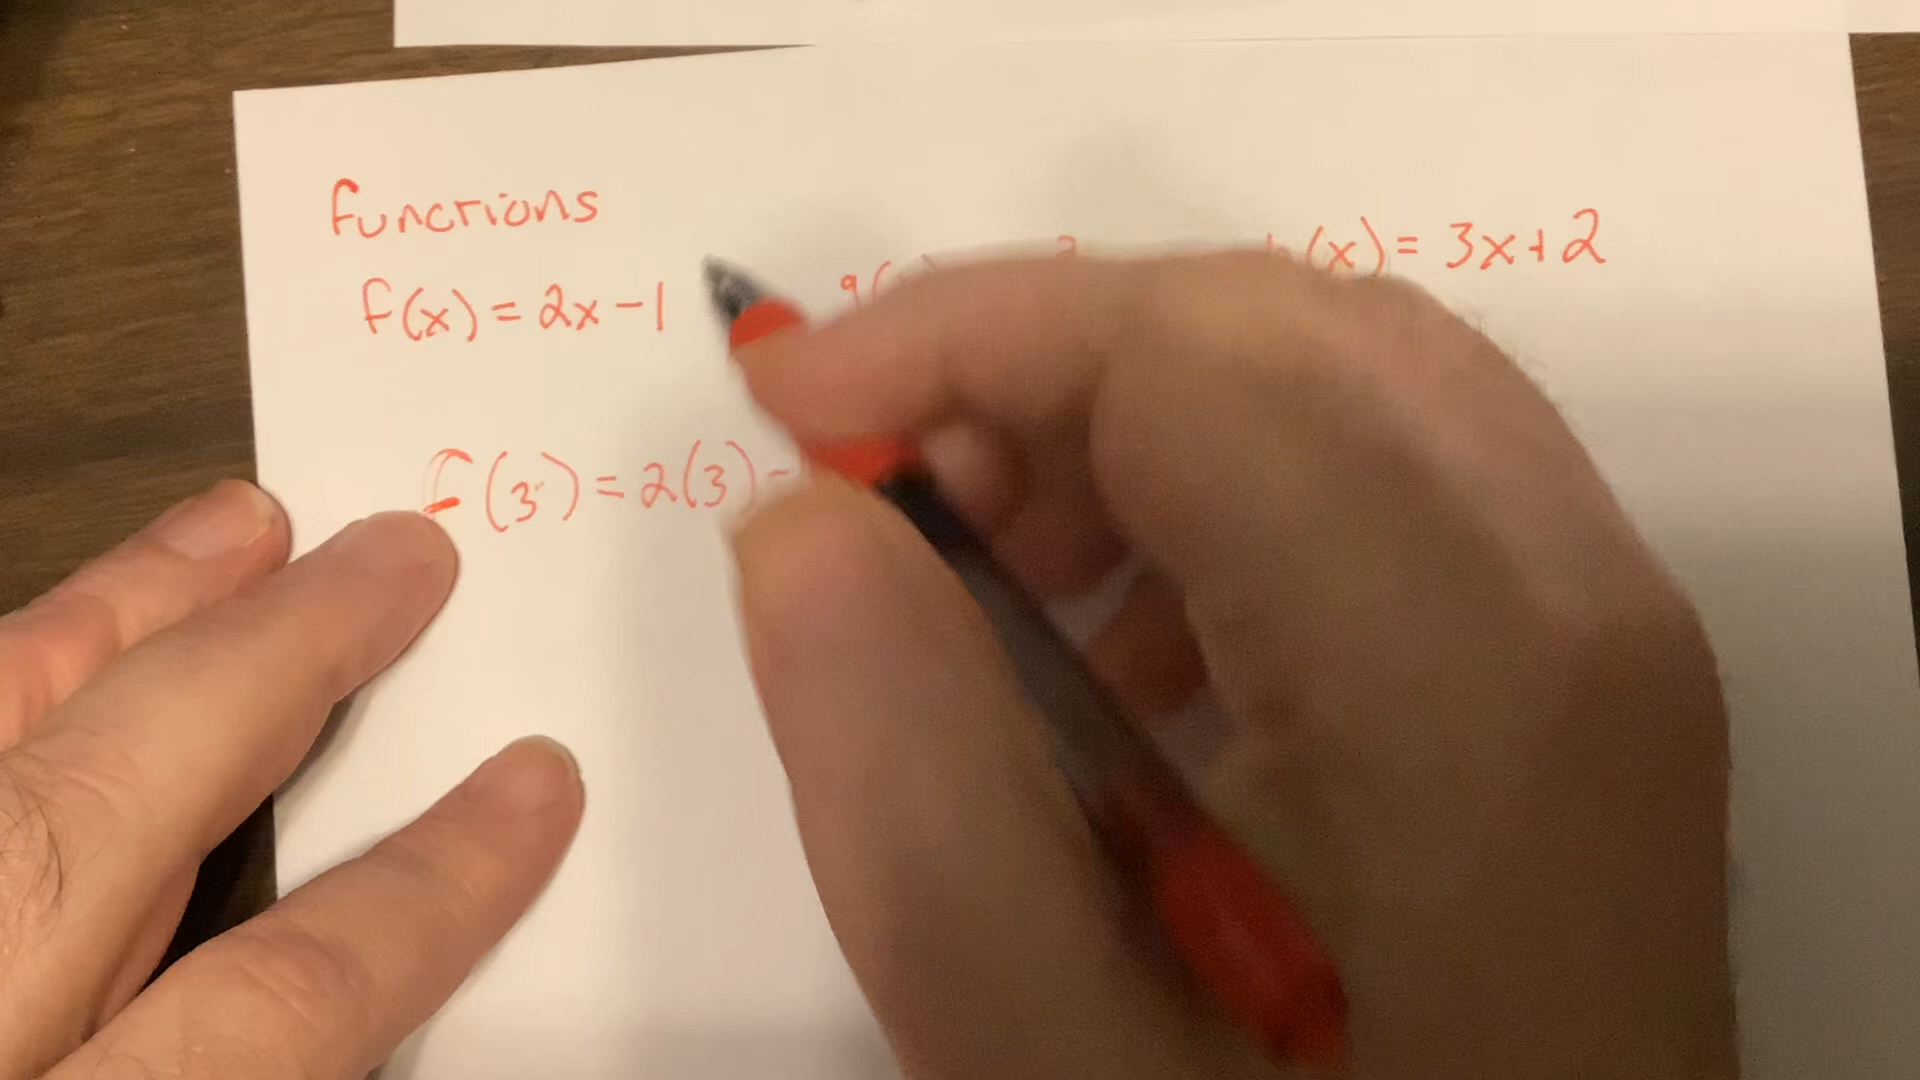 functions
f(x) = 2x - 1 h(x) = 3x + 2
f(3) = 2(3) -